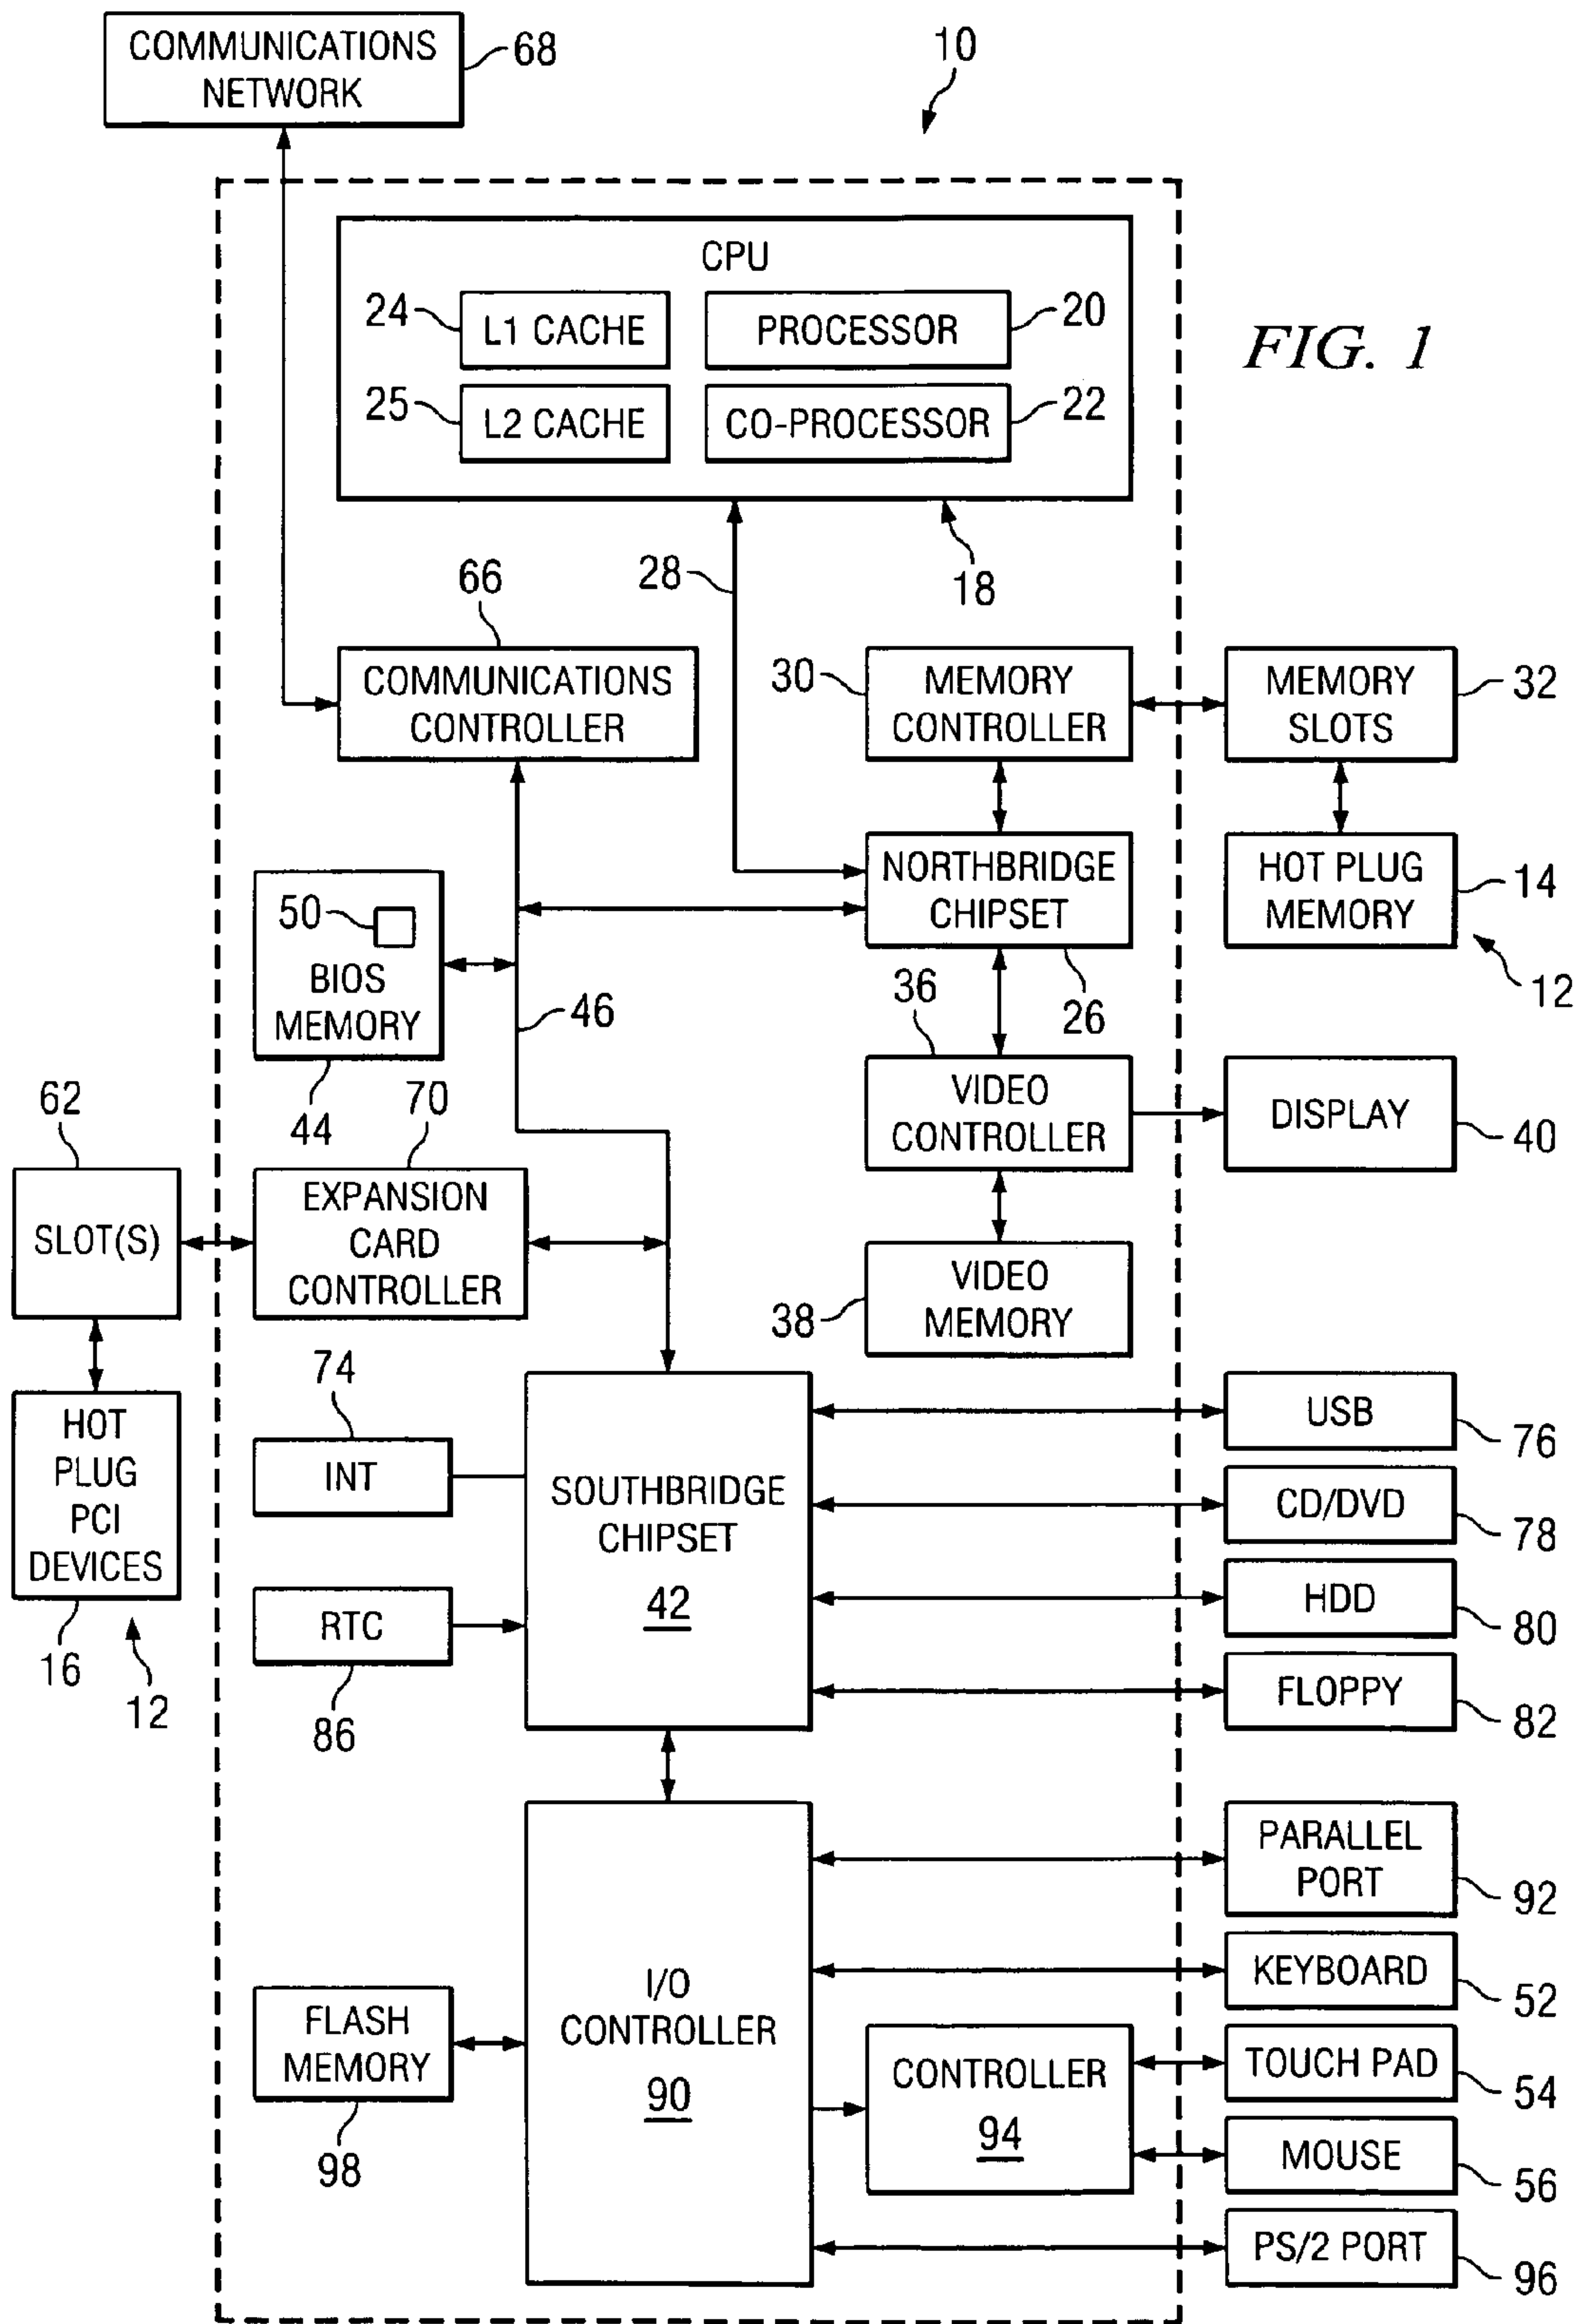 COMMUNICATIONS
NETWORK
68
10
CPU
24
L1 CACHE
PROCESSOR
20
FIG. 1
25
L2 CACHE
CO-PROCESSOR
22
66
28
18
COMMUNICATIONS
CONTROLLER
30
MEMORY
CONTROLLER
MEMORY
SLOTS
32
50
BIOS
MEMORY
44
NORTHBRIDGE
CHIPSET
26
HOT PLUG
MEMORY
14
12
46
36
VIDEO
CONTROLLER
DISPLAY
40
62
SLOT(S)
70
EXPANSION
CARD
CONTROLLER
38
VIDEO
MEMORY
HOT
PLUG
PCI
DEVICES
16
12
74
INT
SOUTHBRIDGE
CHIPSET
42
USB
76
CD/DVD
78
HDD
80
RTC
86
FLOPPY
82
PARALLEL
PORT
92
I/O
CONTROLLER
90
KEYBOARD
52
FLASH
MEMORY
98
CONTROLLER
94
TOUCH PAD
54
MOUSE
56
PS/2 PORT
96